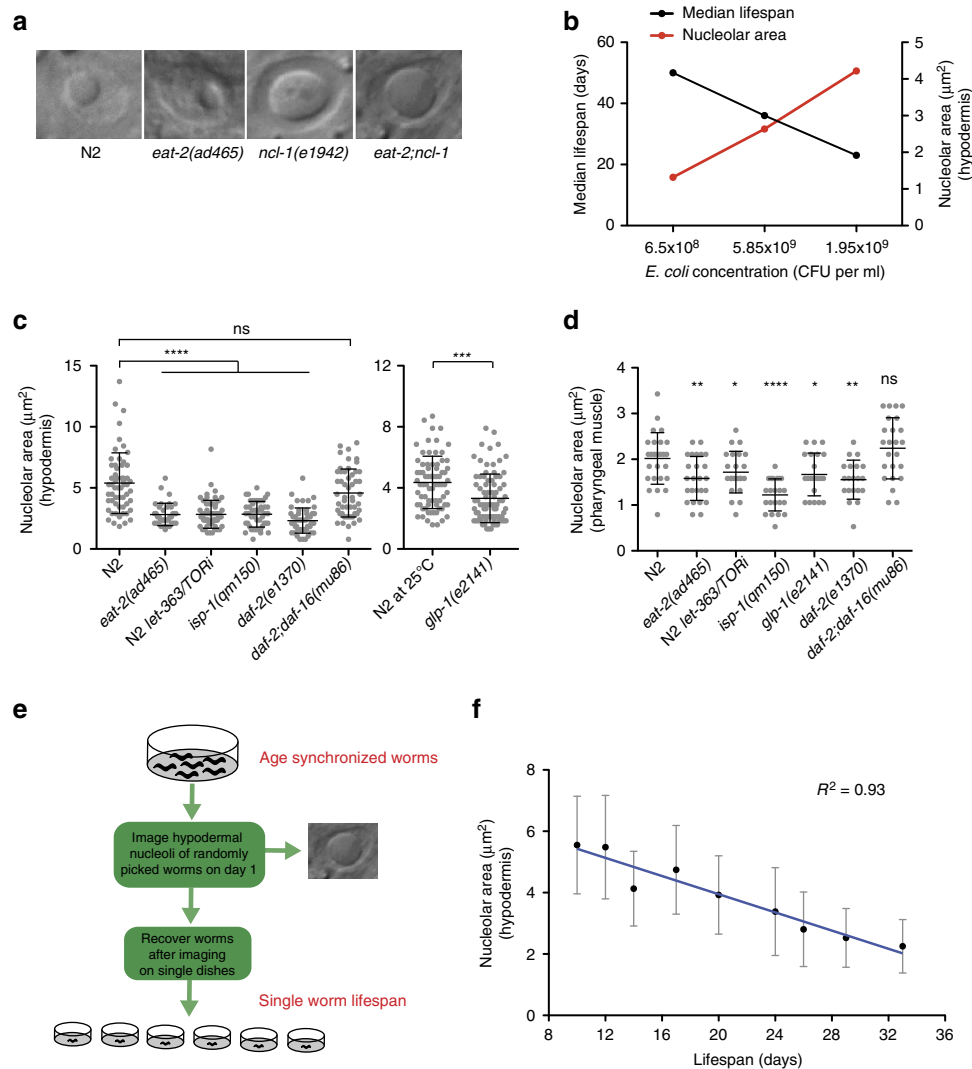 a
N2
eat-2(ad465)
ncl-1(e1942)
eat-2;ncl-1
b
Median lifespan
Nucleolar area
Median lifespan (days)
60
40
20
0
Nucleolar area (μm²)
(hypodermis)
5
4
3
2
1
0
6.5x10⁸
5.85x10⁹
1.95x10⁹
E. coli concentration (CFU per ml)
c
ns
****
Nucleolar area (μm²)
(hypodermis)
15
10
5
0
N2
eat-2(ad465)
N2 let-363/TORi
isp-1(qm150)
daf-2(e1370)
daf-2;daf-16(mu86)
***
12
9
6
3
0
N2 at 25°C
glp-1(e2141)
d
Nucleolar area (μm²)
(pharyngeal muscle)
4
3
2
1
0
**
*
****
*
**
ns
N2
eat-2(ad465)
N2 let-363/TORi
isp-1(qm150)
glp-1(e2141)
daf-2(e1370)
daf-2;daf-16(mu86)
e
Age synchronized worms
Image hypodermal
nucleoli of randomly
picked worms on day 1
Recover worms
after imaging
on single dishes
Single worm lifespan
f
Nucleolar area (μm²)
(hypodermis)
8
6
4
2
0
R² = 0.93
8
12
16
20
24
28
32
36
Lifespan (days)